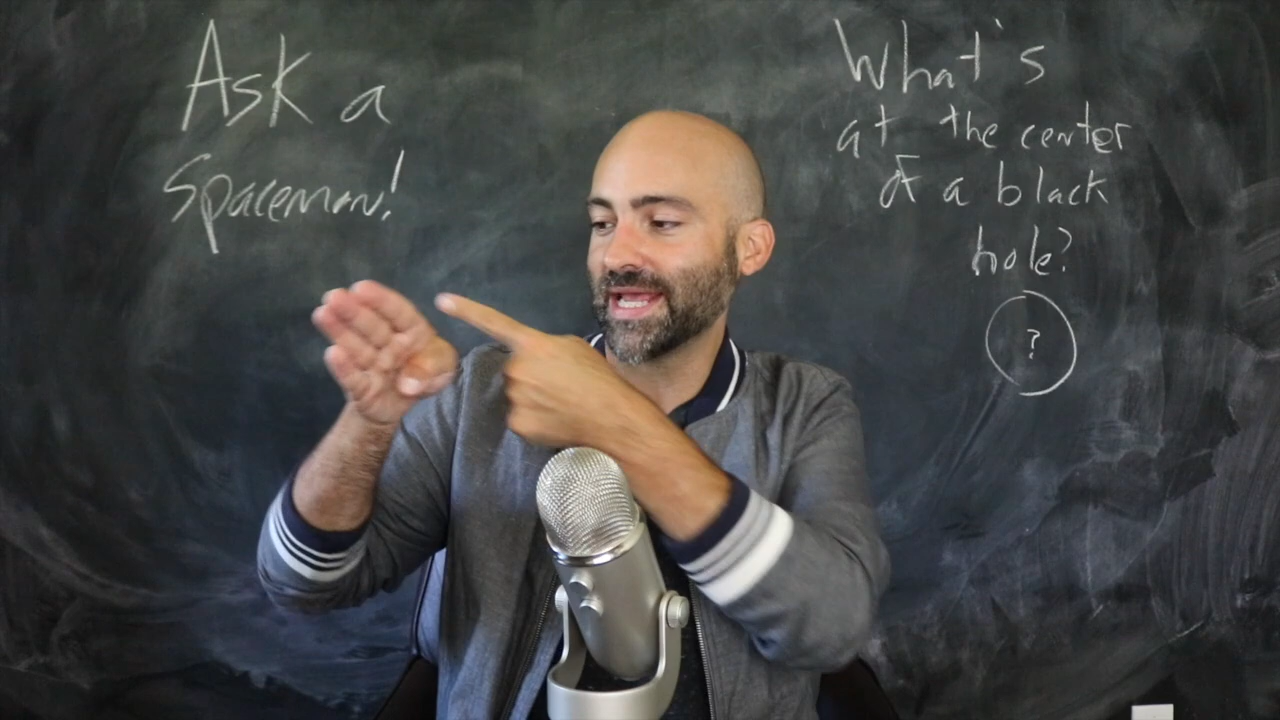 Ask a
Spaceman!
What's
at the center
of a black
hole?
?